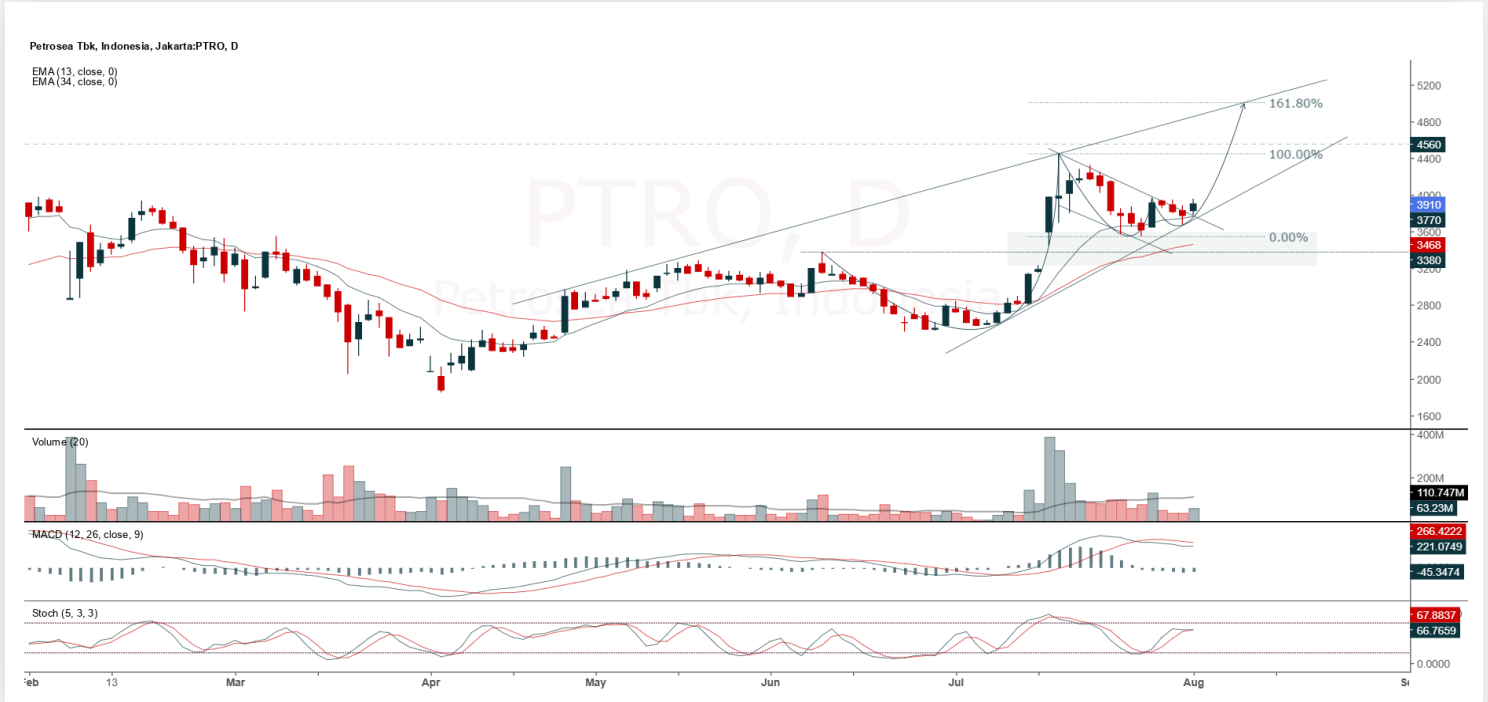 Petrosea Tbk, Indonesia, Jakarta:PTRO, D
EMA (13, close, 0)
EMA (34, close, 0)
PTRO, D
Petrosea Tbk, Indonesia
161.80%
100.00%
0.00%
5200
4800
4560
4400
4000
3910
3770
3600
3468
3380
3200
2800
2400
2000
1600
Volume (20)
400M
200M
110.747M
63.23M
MACD (12, 26, close, 9)
266.4222
221.0749
-45.3474
Stoch (5, 3, 3)
67.8837
66.7659
0.0000
Feb 13 Mar Apr May Jun Jul Aug